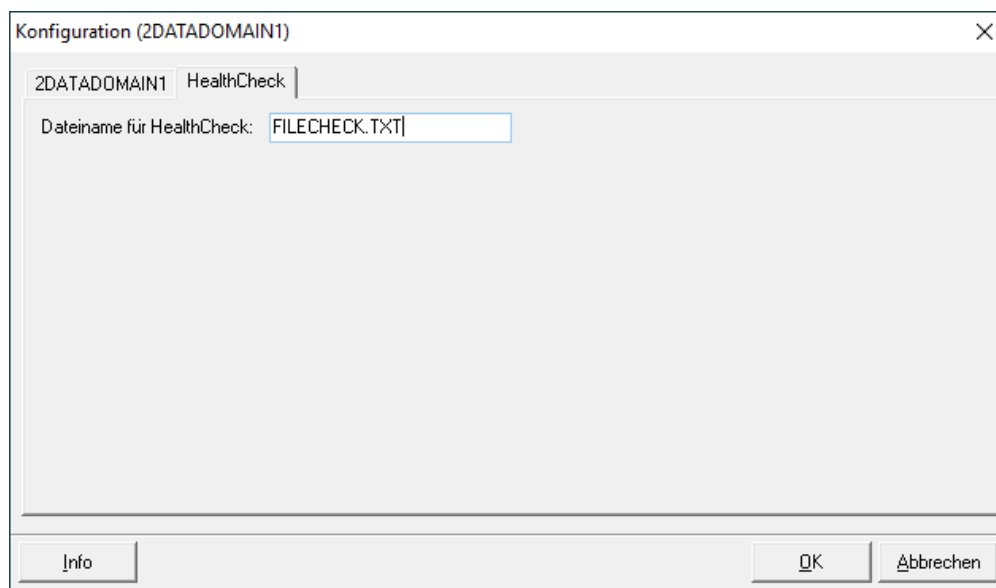 Konfiguration (2DATADOMAIN1)
2DATADOMAIN1 HealthCheck
Dateiname für HealthCheck: FILECHECK.TXT
Info OK Abbrechen